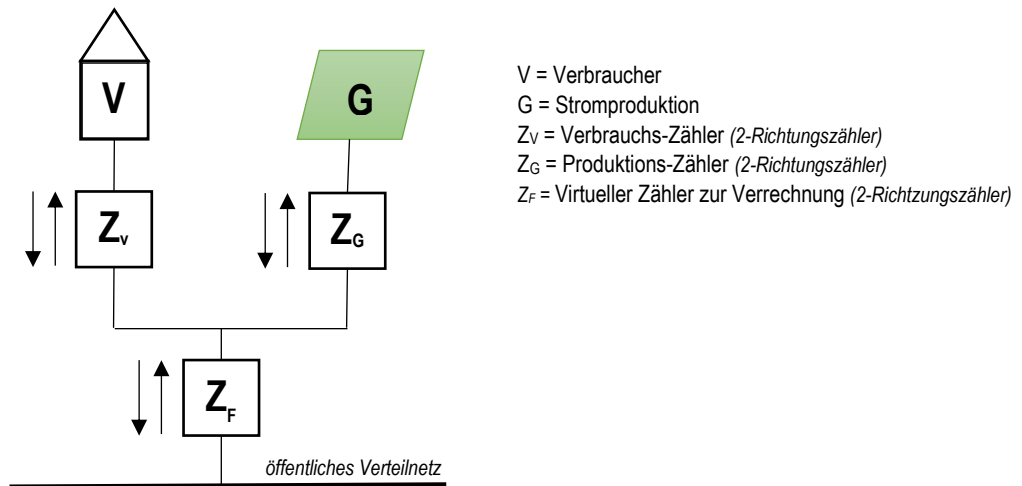 V
G
Zv
ZG
ZF
öffentliches Verteilnetz
V = Verbraucher
G = Stromproduktion
ZV = Verbrauchs-Zähler (2-Richtungszähler)
ZG = Produktions-Zähler (2-Richtungszähler)
ZF = Virtueller Zähler zur Verrechnung (2-Richtzungszähler)